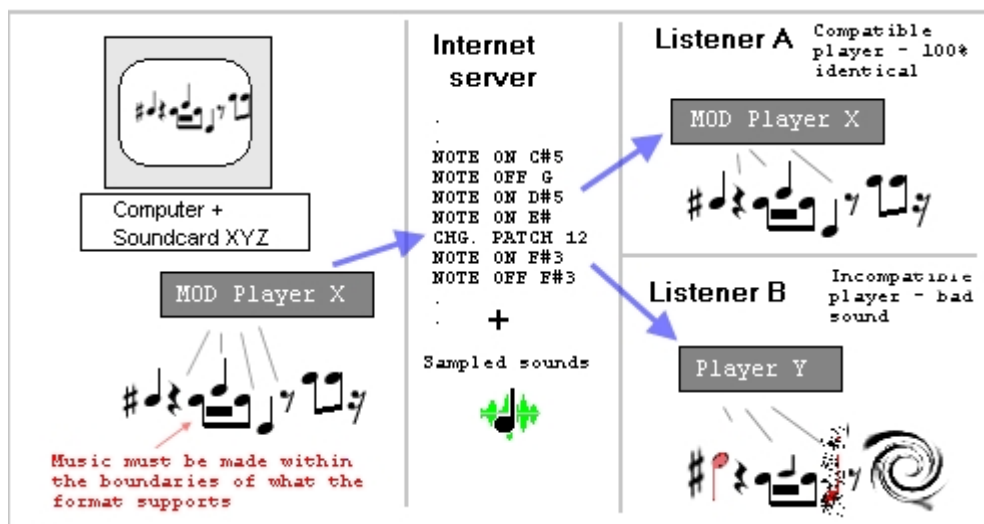 Computer +
Soundcard XYZ
MOD Player X
Music must be made within
the boundaries of what the
format supports
Internet
server
.
.
NOTE ON C#5
NOTE OFF G
NOTE ON D#5
NOTE ON E#
CHG. PATCH 12
NOTE ON F#3
NOTE OFF F#3
.
.
+
Sampled sounds
Listener A
Compatible
player - 100%
identical
MOD Player X
Listener B
Incompatible
player - bad
sound
Player Y